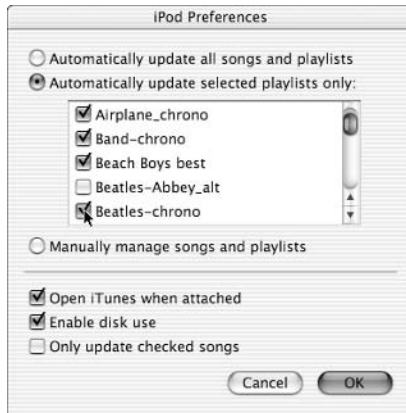 iPod Preferences
Automatically update all songs and playlists
Automatically update selected playlists only:
Airplane_chrono
Band-chrono
Beach Boys best
Beatles-Abbey_alt
Beatles-chrono
Manually manage songs and playlists
Open iTunes when attached
Enable disk use
Only update checked songs
Cancel OK